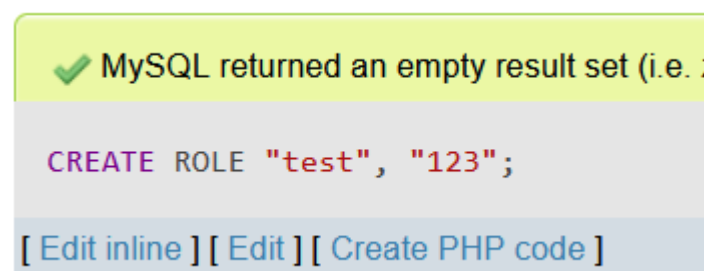 MySQL returned an empty result set (i.e.
CREATE ROLE "test", "123";
[ Edit inline ] [ Edit ] [ Create PHP code ]